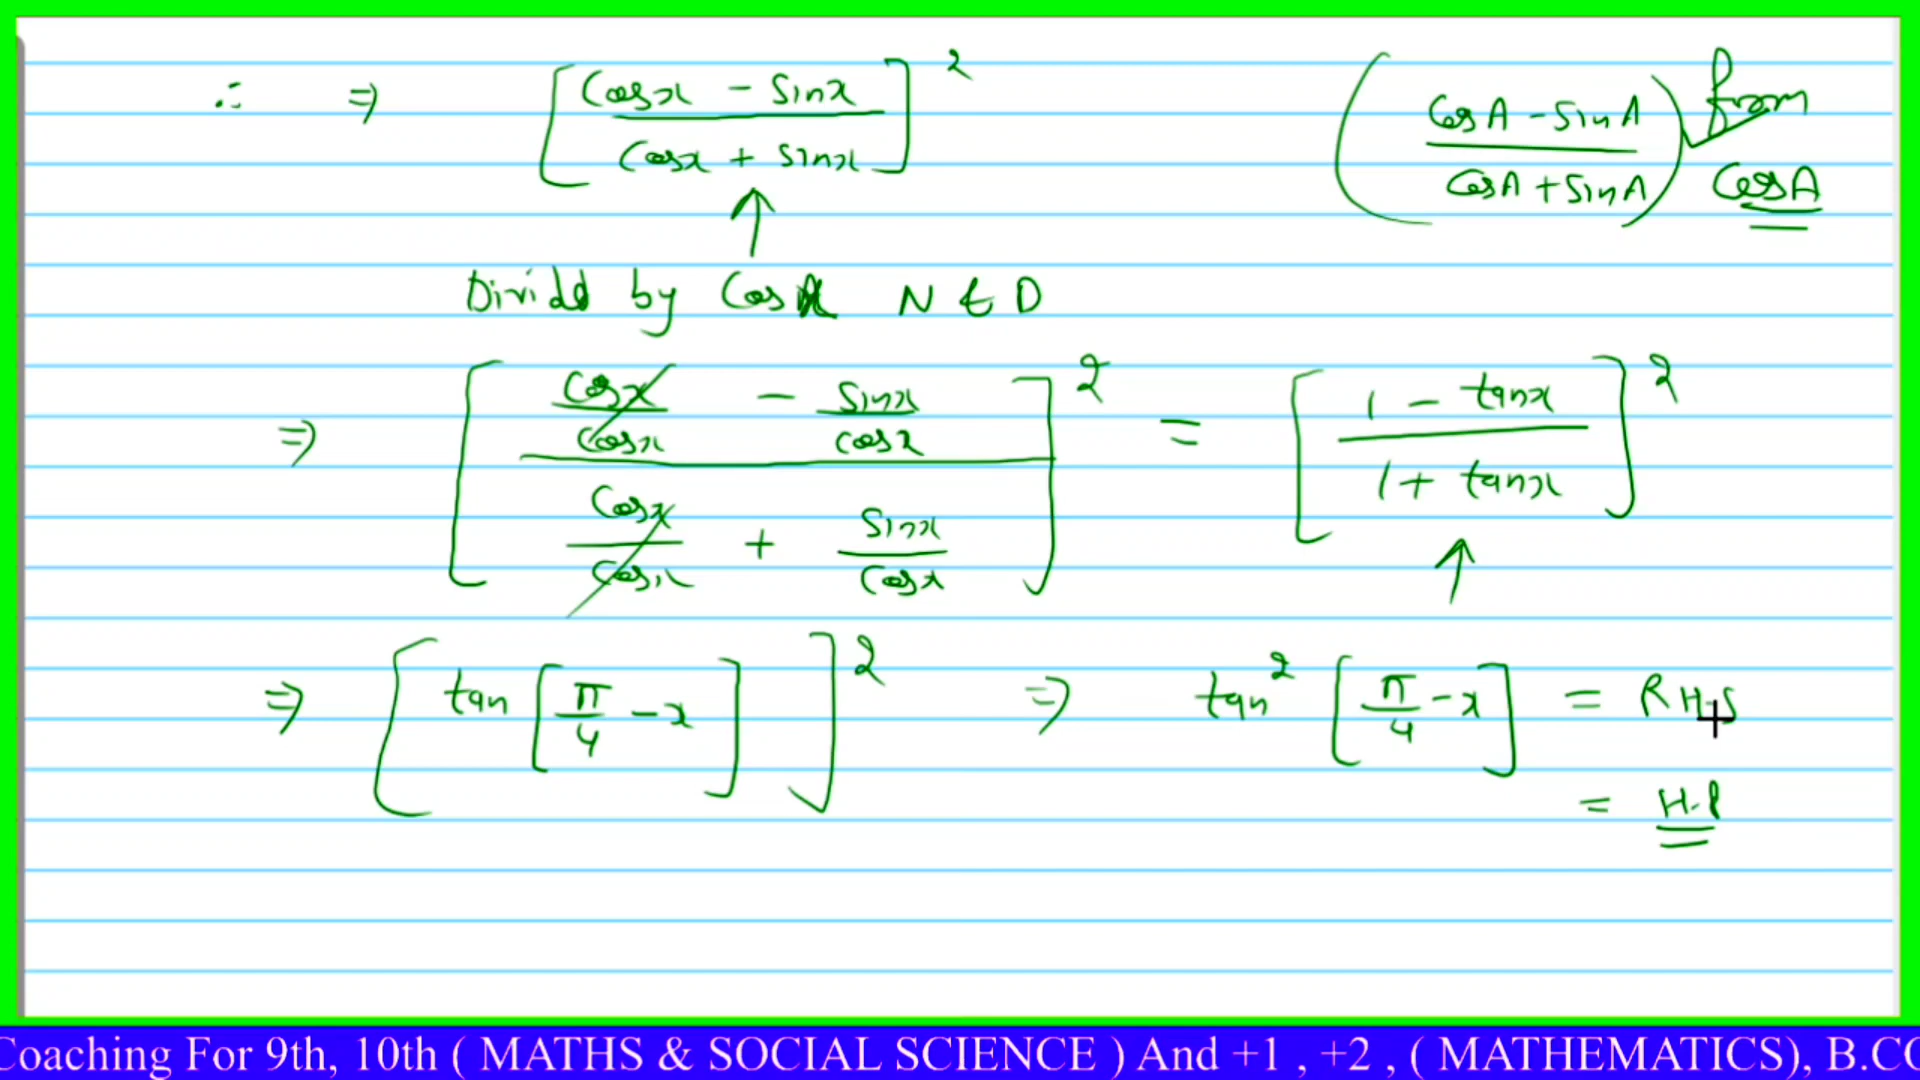 ∴ ⇒ [(Cosx - Sinx)/(Cosx + Sinx)]²
((CosA - SinA)/(CosA + SinA)) from
CosA
Divided by Cosx N & D
⇒ [(Cosx/Cosx - Sinx/Cosx)/(Cosx/Cosx + Sinx/Cosx)]² = [(1 - tanx)/(1 + tanx)]²
⇒ [tan[π/4 - x]]² ⇒ tan²[π/4 - x] = R H S
= H.P
Coaching For 9th, 10th ( MATHS & SOCIAL SCIENCE ) And +1 , +2 , ( MATHEMATICS), B.CO